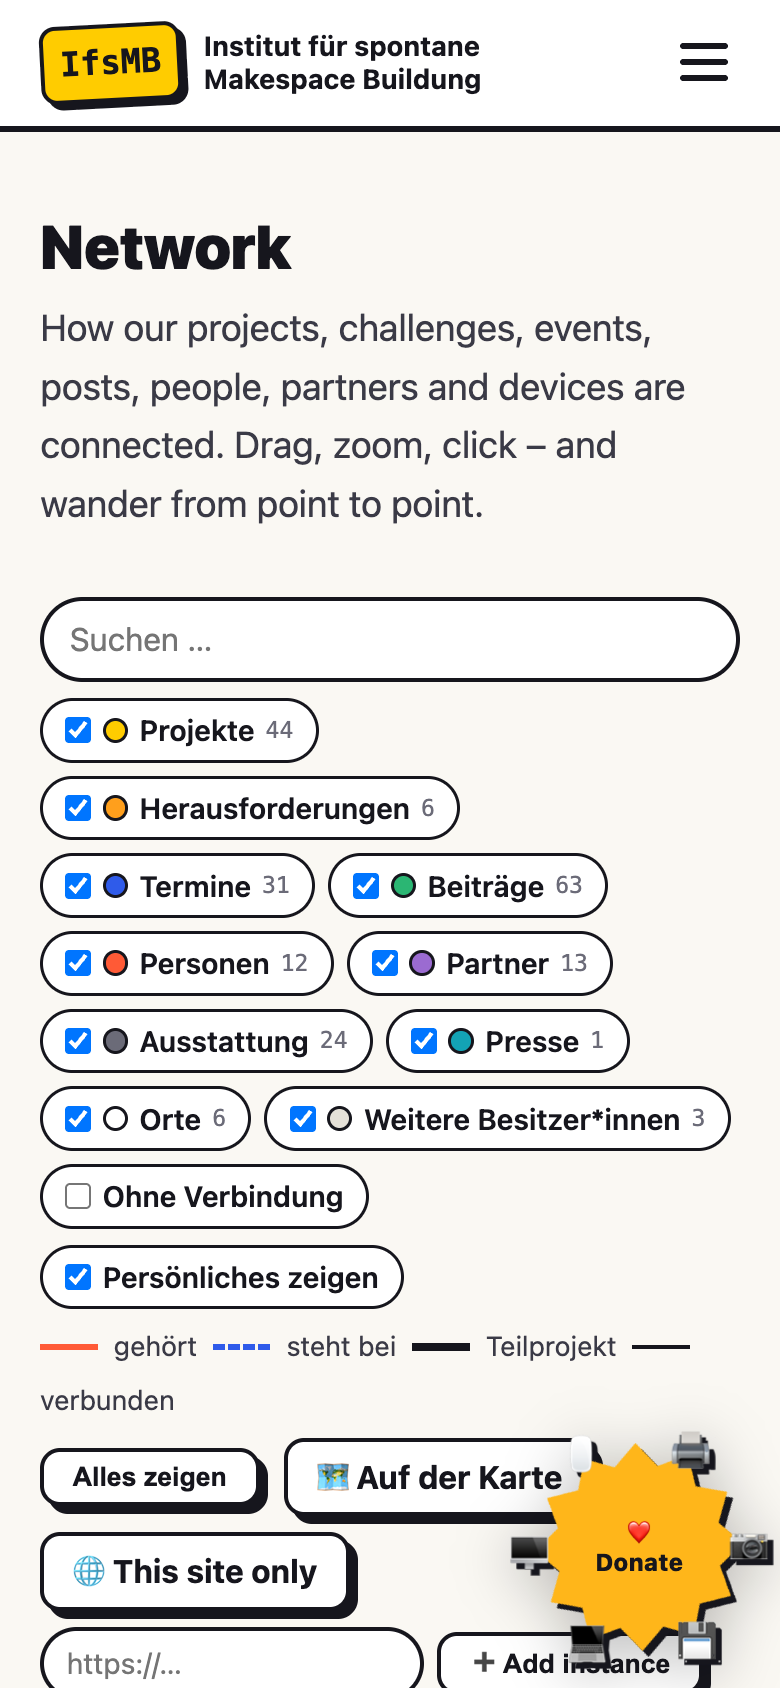 IfsMB
Institut für spontane
Makespace Buildung
Network
How our projects, challenges, events,
posts, people, partners and devices are
connected. Drag, zoom, click – and
wander from point to point.
Suchen ...
Projekte 44
Herausforderungen 6
Termine 31 Beiträge 63
Personen 12 Partner 13
Ausstattung 24 Presse 1
Orte 6 Weitere Besitzer*innen 3
Ohne Verbindung
Persönliches zeigen
gehört steht bei Teilprojekt
verbunden
Alles zeigen Auf der Karte
Donate
This site only
https://... + Add instance